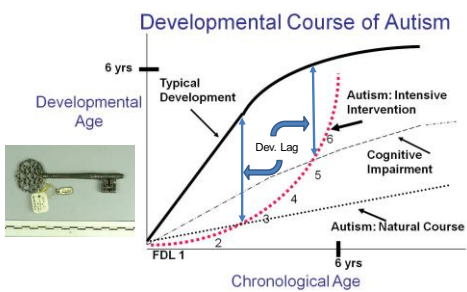 Developmental Course of Autism
6 yrs
Typical
Development
Developmental
Age
Autism: Intensive
Intervention
Dev. Lag
Cognitive
Impairment
6
5
4
3
2
Autism: Natural Course
FDL 1
6 yrs
Chronological Age